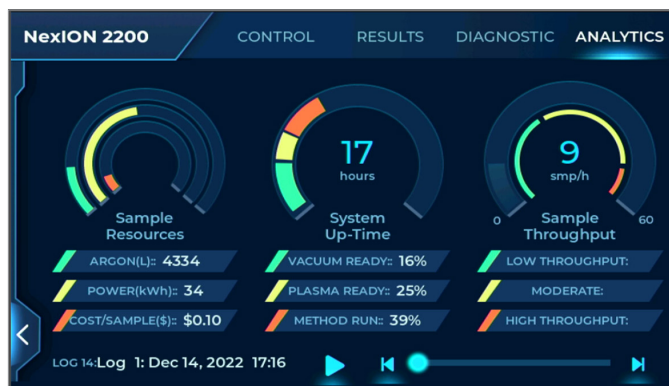 NexION 2200
CONTROL
RESULTS
DIAGNOSTIC
ANALYTICS
17
hours
9
smp/h
0
60
Sample
Resources
System
Up-Time
Sample
Throughput
ARGON(L):: 4334
VACUUM READY:: 16%
LOW THROUGHPUT:
POWER(kWh):: 34
PLASMA READY:: 25%
MODERATE:
COST/SAMPLE($):: $0.10
METHOD RUN:: 39%
HIGH THROUGHPUT:
LOG 14:Log 1: Dec 14, 2022 17:16